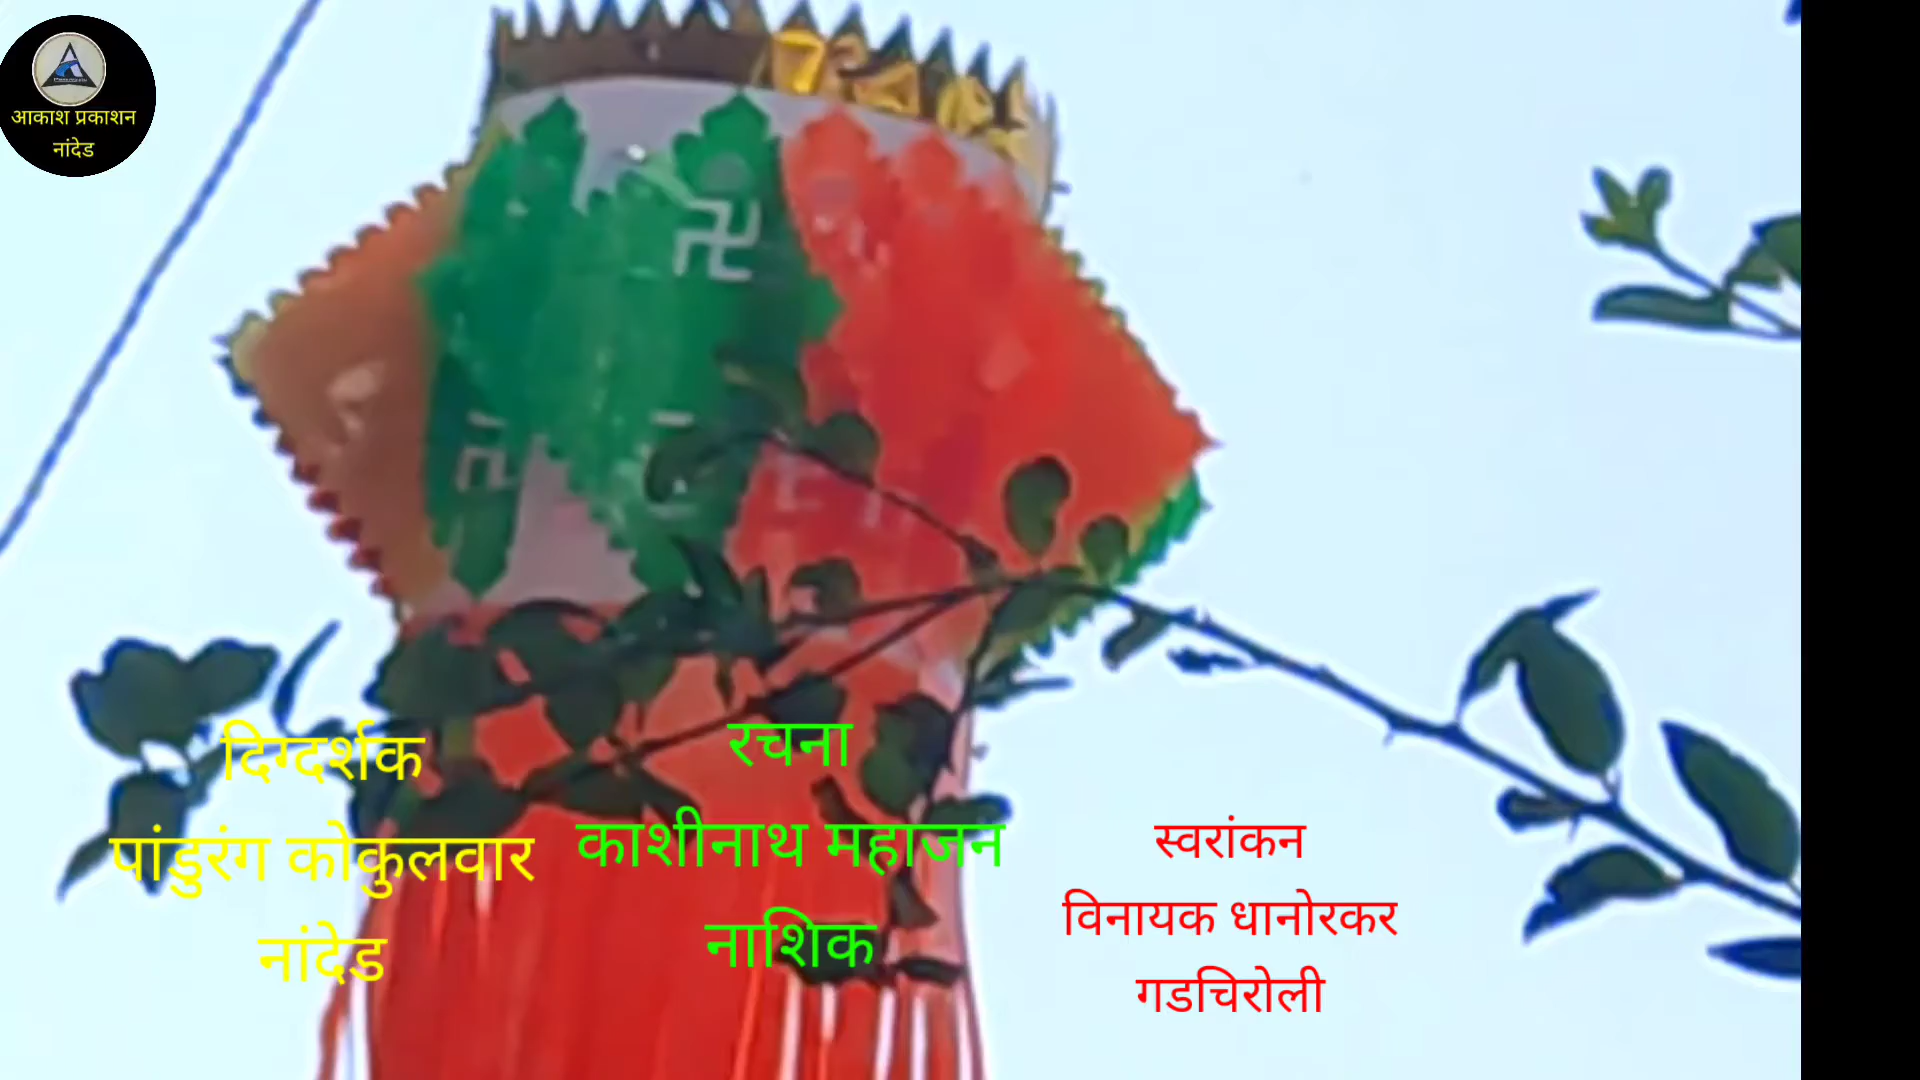 आकाश प्रकाशन
नांदेड
दिग्दर्शक
पांडुरंग कोकुलवार
नांदेड
रचना
काशीनाथ महाजन
नाशिक
स्वरांकन
विनायक धानोरकर
गडचिरोली